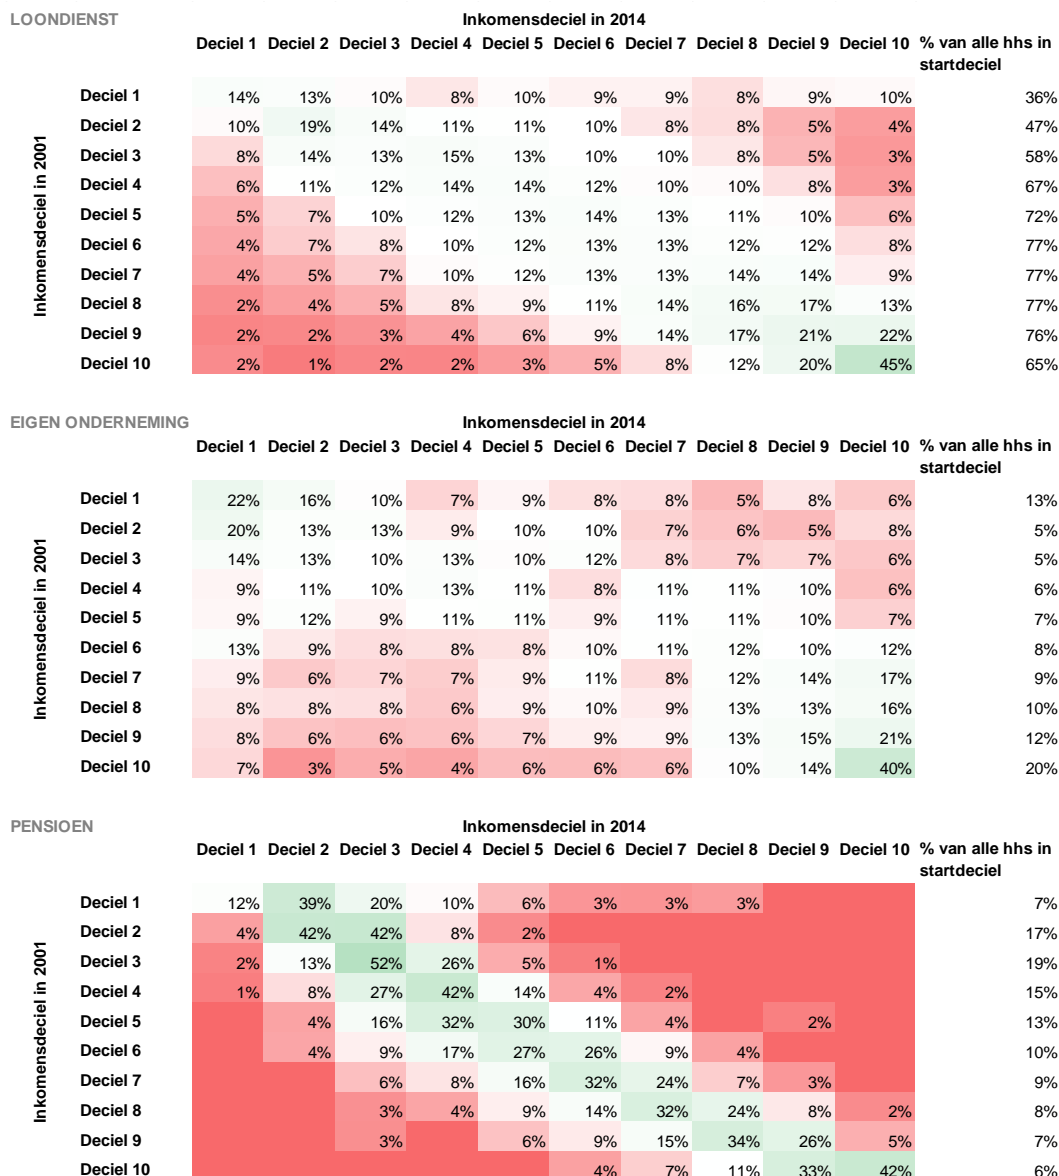 LOONDIENST Inkomensdeciel in 2014
Deciel 1 Deciel 2 Deciel 3 Deciel 4 Deciel 5 Deciel 6 Deciel 7 Deciel 8 Deciel 9 Deciel 10 % van alle hhs in
startdeciel
Inkomensdeciel in 2001
Deciel 1 14% 13% 10% 8% 10% 9% 9% 8% 9% 10% 36%
Deciel 2 10% 19% 14% 11% 11% 10% 8% 8% 5% 4% 47%
Deciel 3 8% 14% 13% 15% 13% 10% 10% 8% 5% 3% 58%
Deciel 4 6% 11% 12% 14% 14% 12% 10% 10% 8% 3% 67%
Deciel 5 5% 7% 10% 12% 13% 14% 13% 11% 10% 6% 72%
Deciel 6 4% 7% 8% 10% 12% 13% 13% 12% 12% 8% 77%
Deciel 7 4% 5% 7% 10% 12% 13% 13% 14% 14% 9% 77%
Deciel 8 2% 4% 5% 8% 9% 11% 14% 16% 17% 13% 77%
Deciel 9 2% 2% 3% 4% 6% 9% 14% 17% 21% 22% 76%
Deciel 10 2% 1% 2% 2% 3% 5% 8% 12% 20% 45% 65%
EIGEN ONDERNEMING Inkomensdeciel in 2014
Deciel 1 Deciel 2 Deciel 3 Deciel 4 Deciel 5 Deciel 6 Deciel 7 Deciel 8 Deciel 9 Deciel 10 % van alle hhs in
startdeciel
Inkomensdeciel in 2001
Deciel 1 22% 16% 10% 7% 9% 8% 8% 5% 8% 6% 13%
Deciel 2 20% 13% 13% 9% 10% 10% 7% 6% 5% 8% 5%
Deciel 3 14% 13% 10% 13% 10% 12% 8% 7% 7% 6% 5%
Deciel 4 9% 11% 10% 13% 11% 8% 11% 11% 10% 6% 6%
Deciel 5 9% 12% 9% 11% 11% 9% 11% 11% 10% 7% 7%
Deciel 6 13% 9% 8% 8% 8% 10% 11% 12% 10% 12% 8%
Deciel 7 9% 6% 7% 7% 9% 11% 8% 12% 14% 17% 9%
Deciel 8 8% 8% 8% 6% 9% 10% 9% 13% 13% 16% 10%
Deciel 9 8% 6% 6% 6% 7% 9% 9% 13% 15% 21% 12%
Deciel 10 7% 3% 5% 4% 6% 6% 6% 10% 14% 40% 20%
PENSIOEN Inkomensdeciel in 2014
Deciel 1 Deciel 2 Deciel 3 Deciel 4 Deciel 5 Deciel 6 Deciel 7 Deciel 8 Deciel 9 Deciel 10 % van alle hhs in
startdeciel
Inkomensdeciel in 2001
Deciel 1 12% 39% 20% 10% 6% 3% 3% 3% 7%
Deciel 2 4% 42% 42% 8% 2% 17%
Deciel 3 2% 13% 52% 26% 5% 1% 19%
Deciel 4 1% 8% 27% 42% 14% 4% 2% 15%
Deciel 5 4% 16% 32% 30% 11% 4% 2% 13%
Deciel 6 4% 9% 17% 27% 26% 9% 4% 10%
Deciel 7 6% 8% 16% 32% 24% 7% 3% 9%
Deciel 8 3% 4% 9% 14% 32% 24% 8% 2% 8%
Deciel 9 3% 6% 9% 15% 34% 26% 5% 7%
Deciel 10 4% 7% 11% 33% 42% 6%